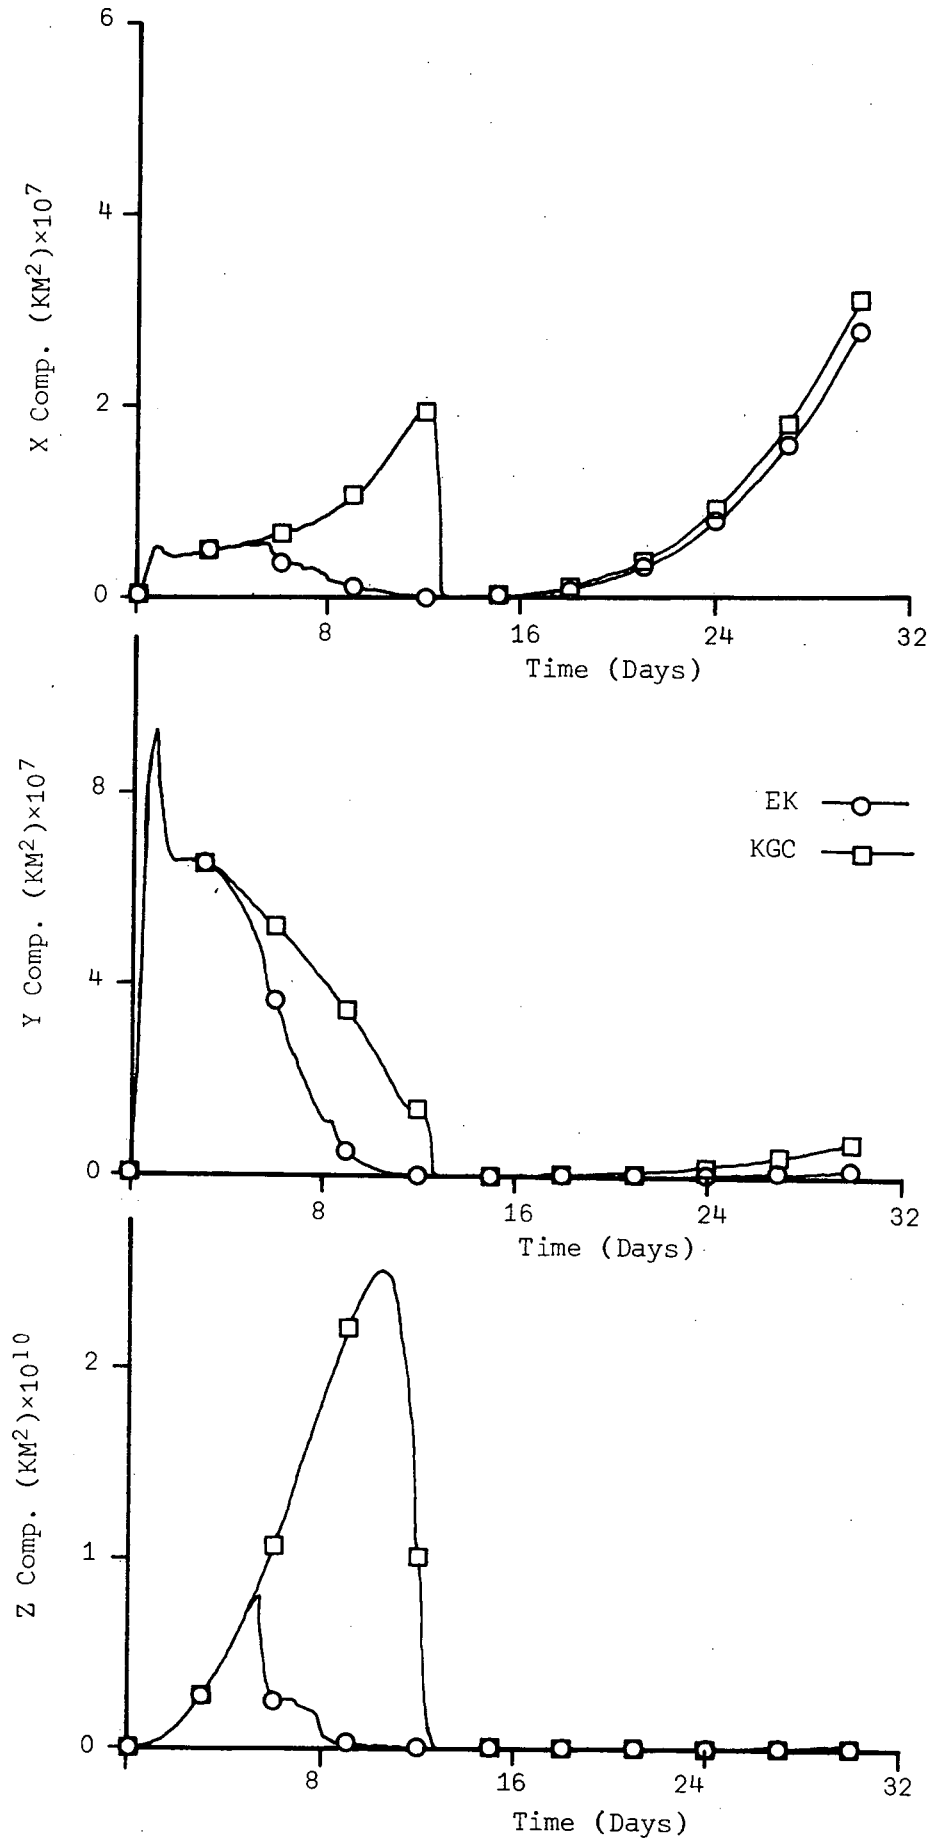 6
4
2
0
X Comp. (KM²)×10⁷
8
16
24
32
Time (Days)
8
4
0
Y Comp. (KM²)×10⁷
EK
KGC
8
16
24
32
Time (Days)
2
1
0
Z Comp. (KM²)×10¹⁰
8
16
24
32
Time (Days)